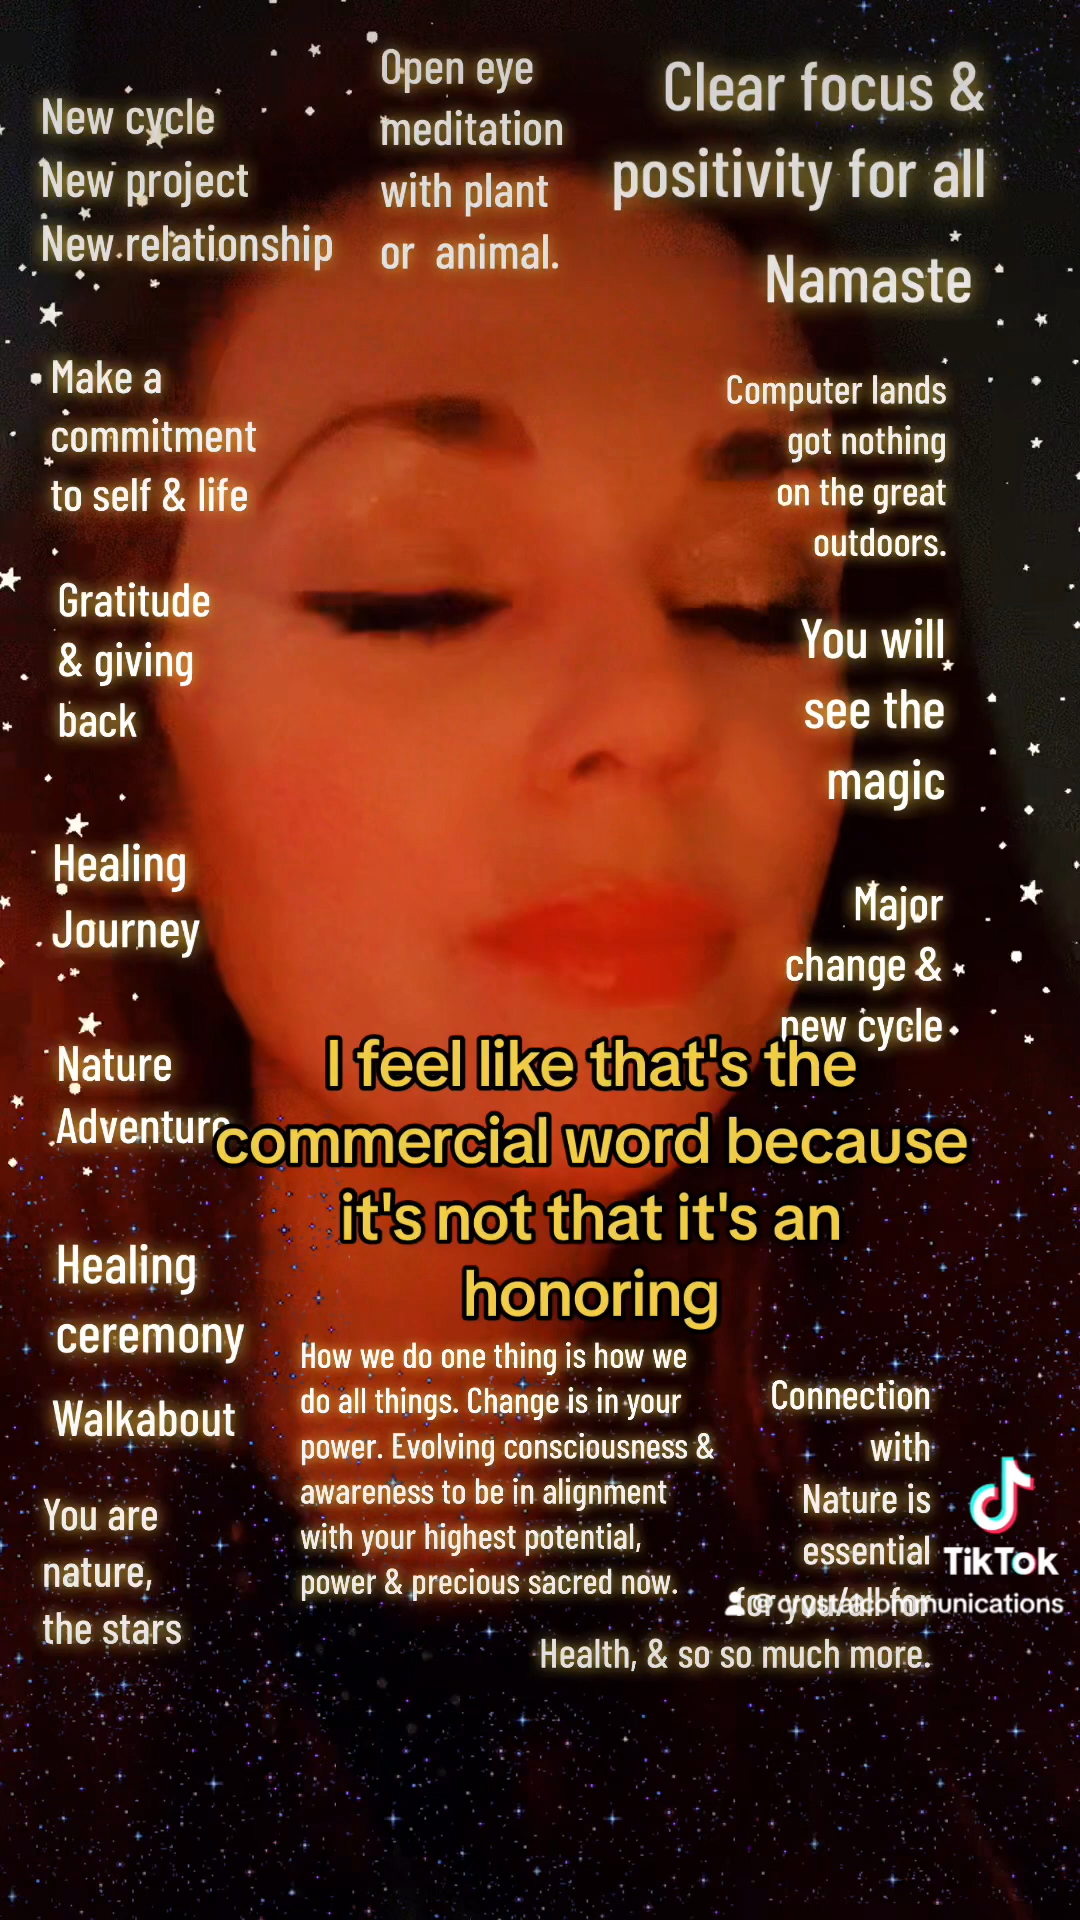 New cycle
New project
New relationship
Open eye
meditation
with plant
or animal.
Clear focus &
positivity for all
Namaste
Make a
commitment
to self & life
Computer lands
got nothing
on the great
outdoors.
Gratitude
& giving
back
You will
see the
magic
Healing
Journey
Major
change &
new cycle
Nature
Adventure
I feel like that's the
commercial word because
it's not that it's an
honoring
Healing
ceremony
Walkabout
You are
nature,
the stars
How we do one thing is how we
do all things. Change is in your
power. Evolving consciousness &
awareness to be in alignment
with your highest potential,
power & precious sacred now.
Connection
with
Nature is
essential
for you/all for
Health, & so so much more.
TikTok
@crystalcommunications